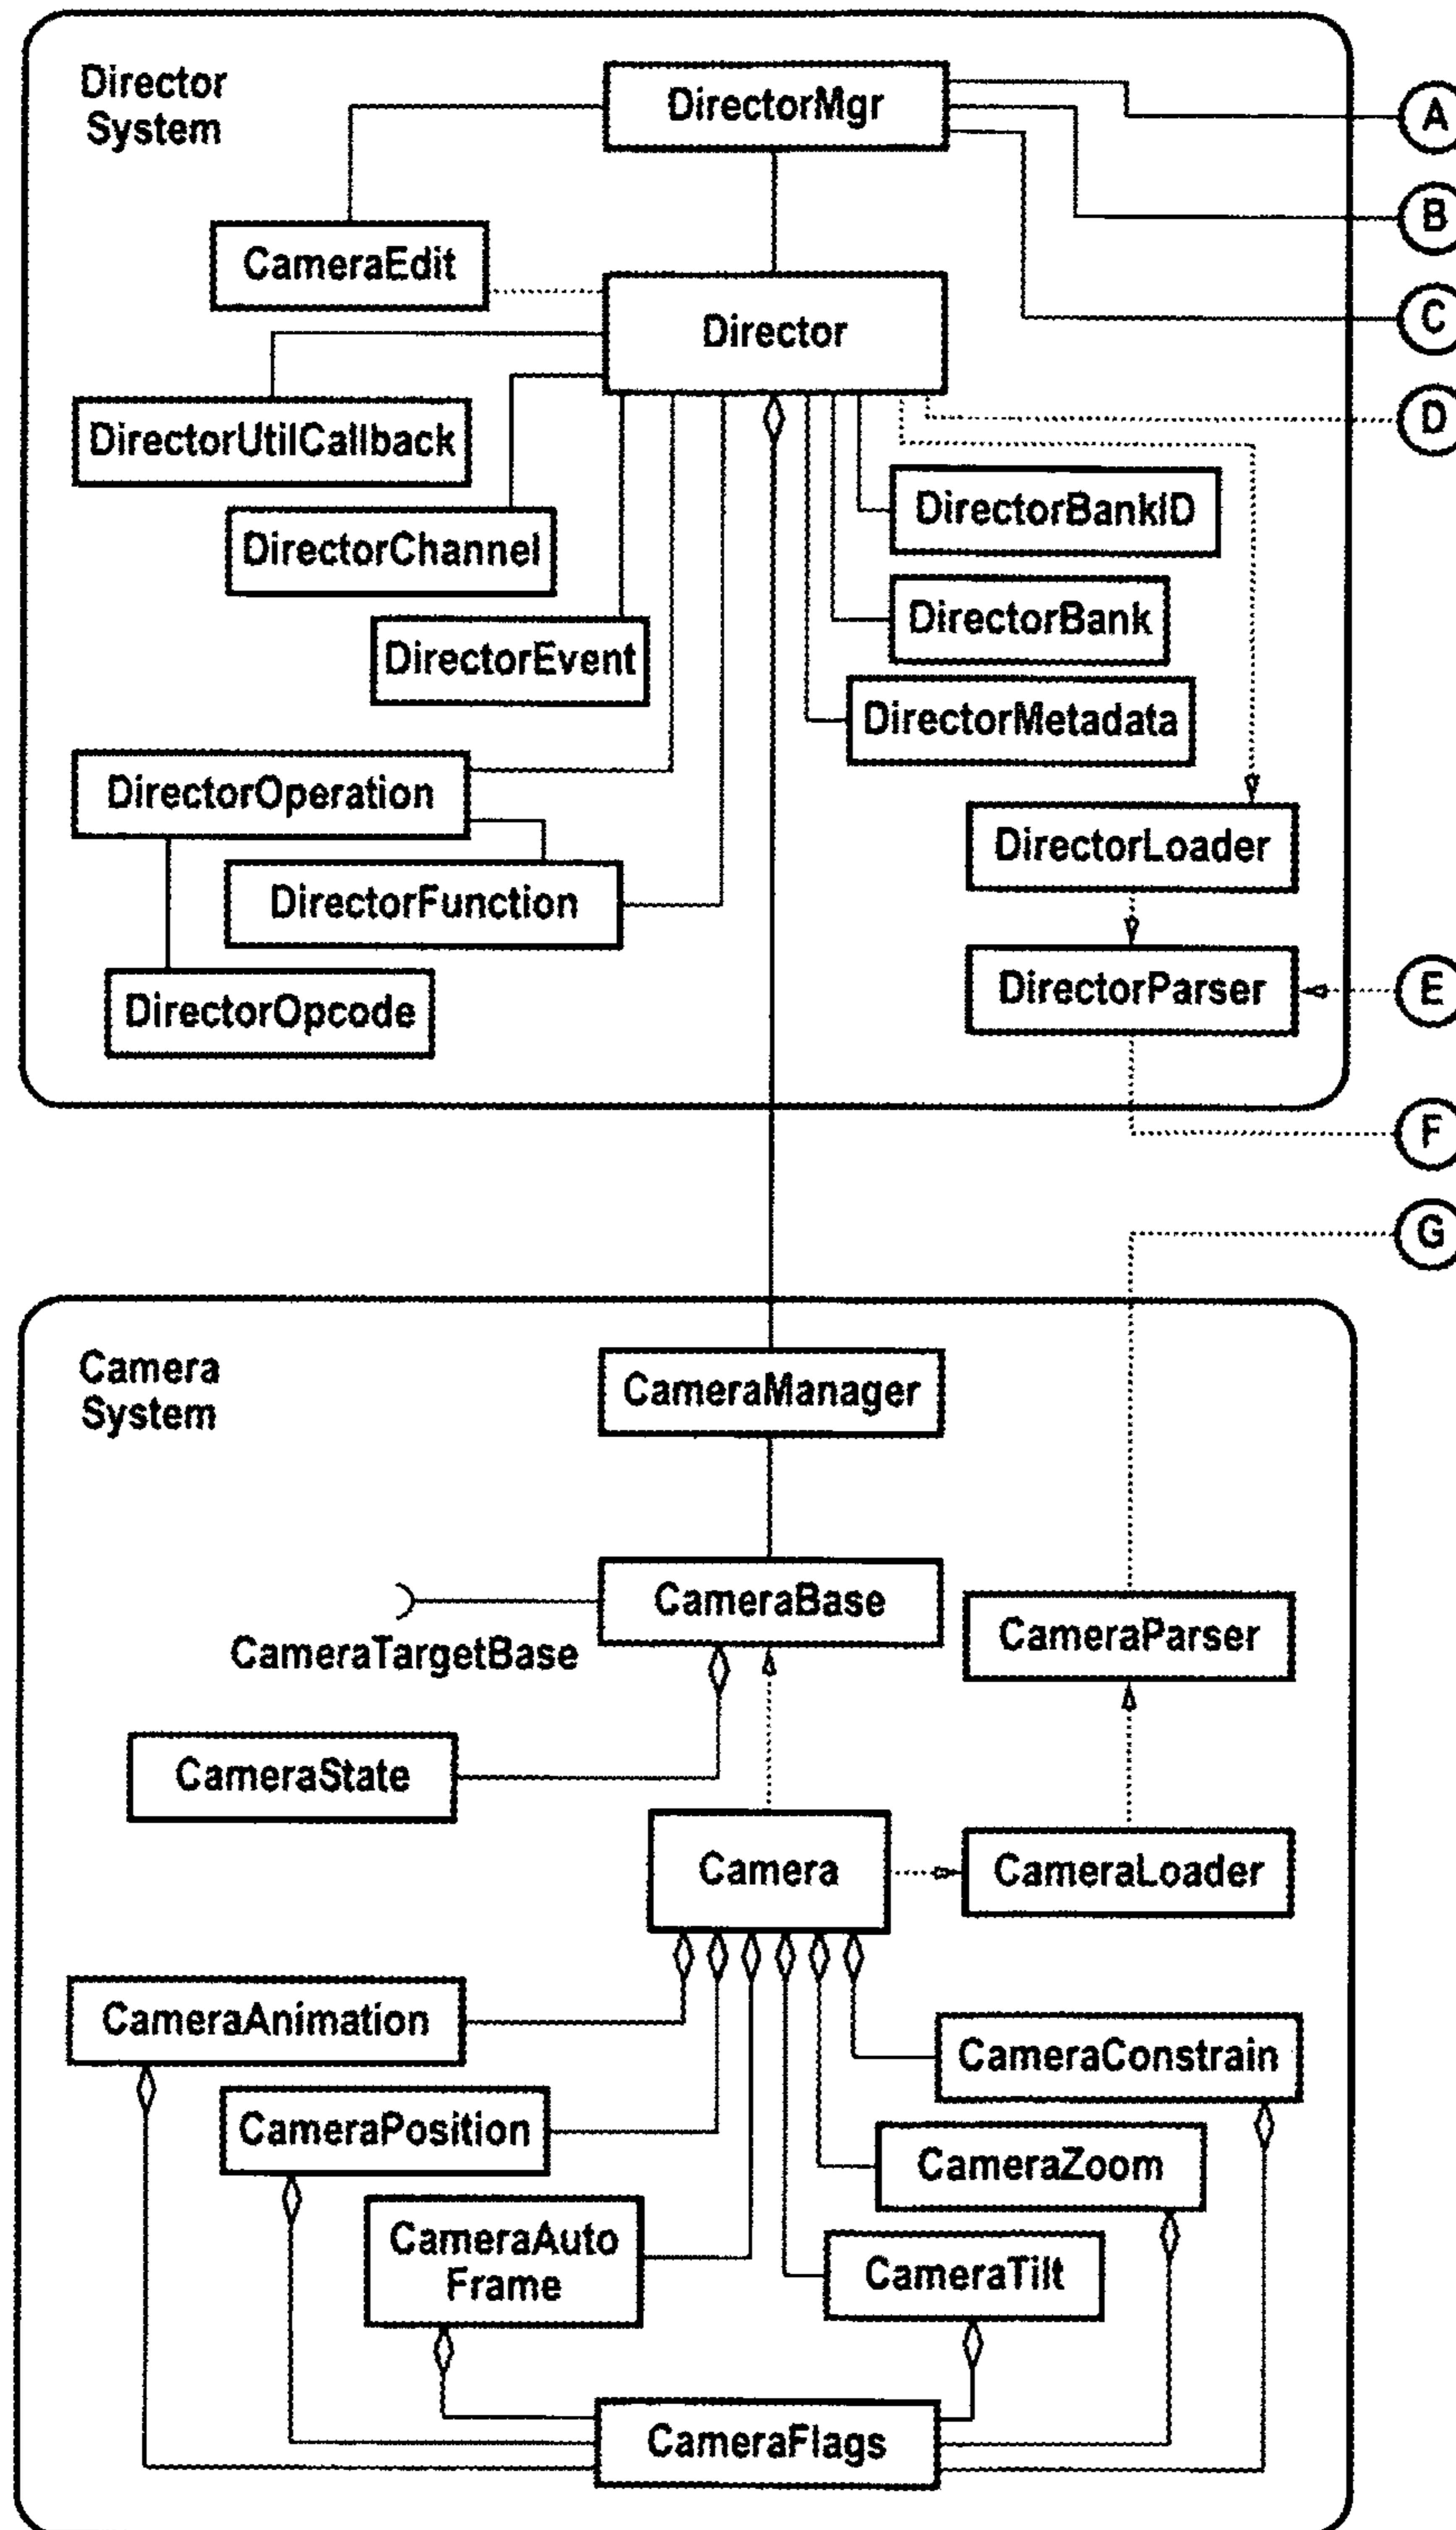 Director
System
DirectorMgr
A
B
CameraEdit
C
Director
D
DirectorUtilCallback
DirectorBankID
DirectorChannel
DirectorBank
DirectorEvent
DirectorMetadata
DirectorOperation
DirectorLoader
DirectorFunction
DirectorParser
E
DirectorOpcode
F
G
Camera
System
CameraManager
CameraBase
CameraParser
CameraTargetBase
CameraState
Camera
CameraLoader
CameraAnimation
CameraConstrain
CameraPosition
CameraZoom
CameraAuto
Frame
CameraTilt
CameraFlags